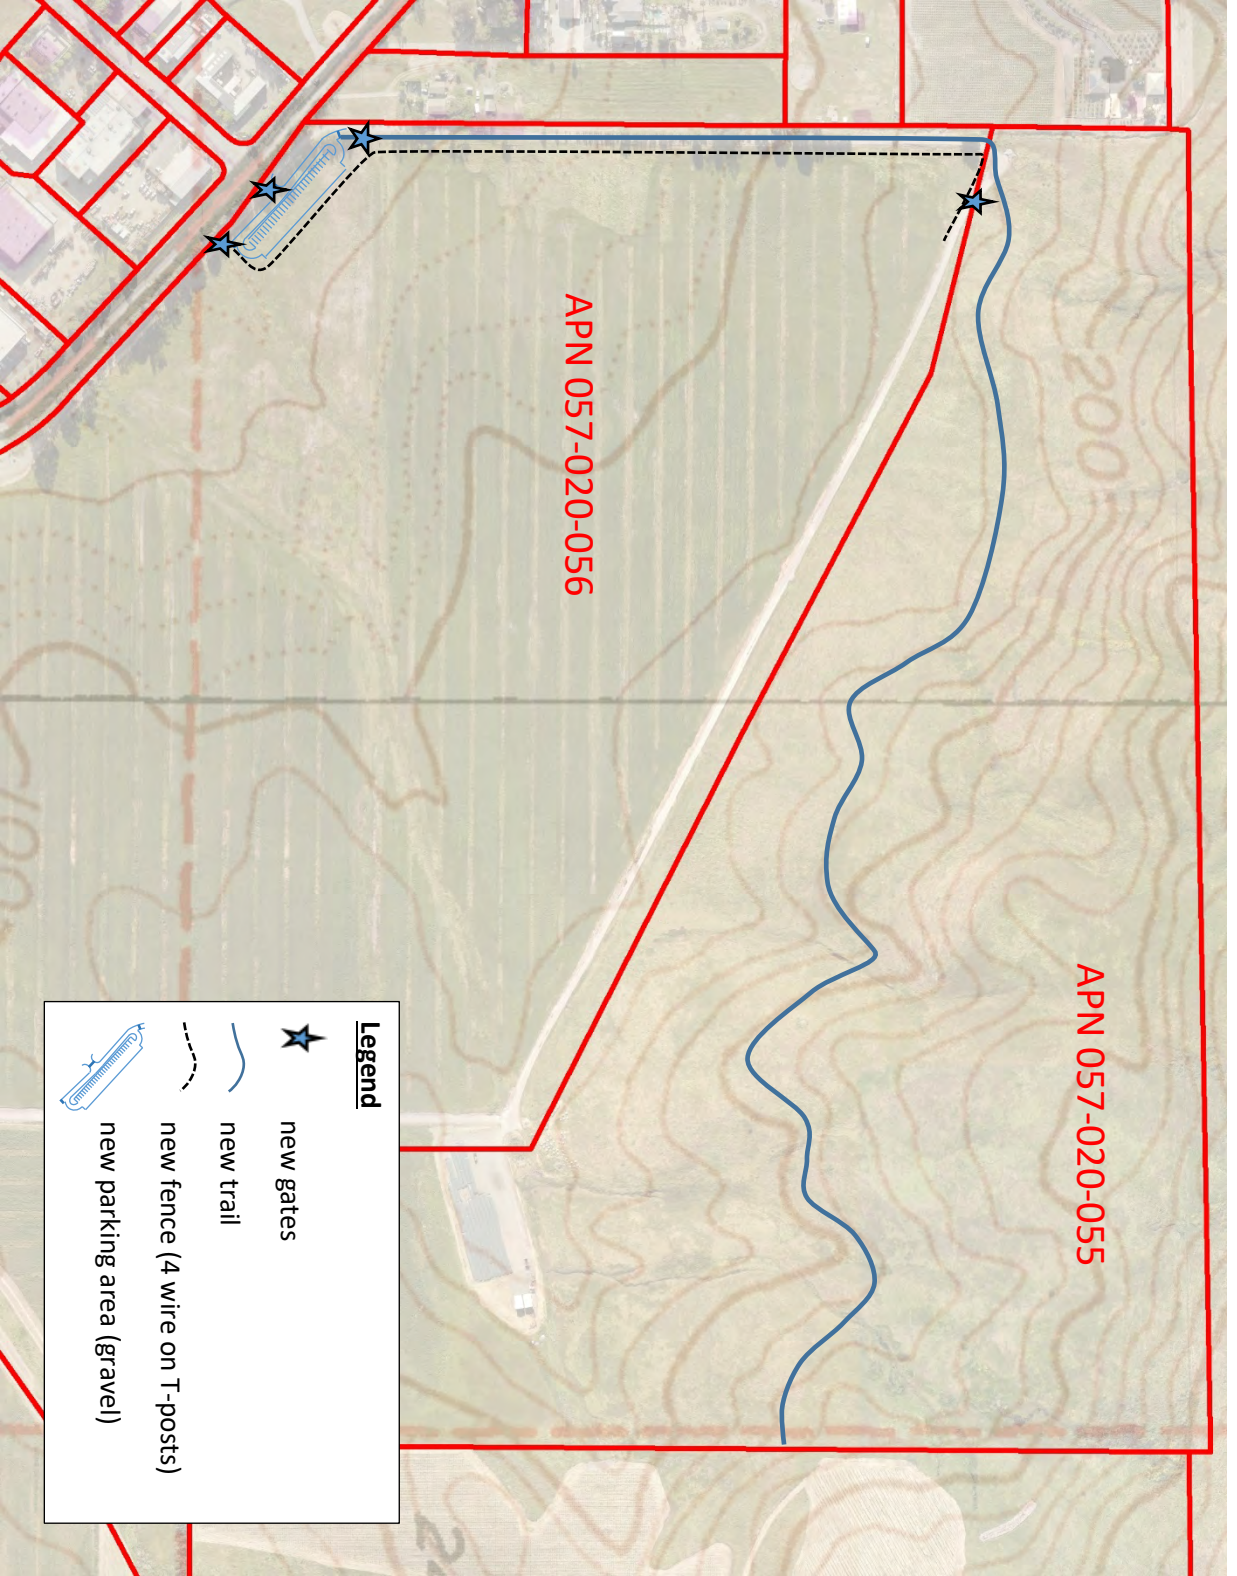 APN 057-020-055
APN 057-020-056
200
Legend
new gates
new trail
new fence (4 wire on T-posts)
new parking area (gravel)